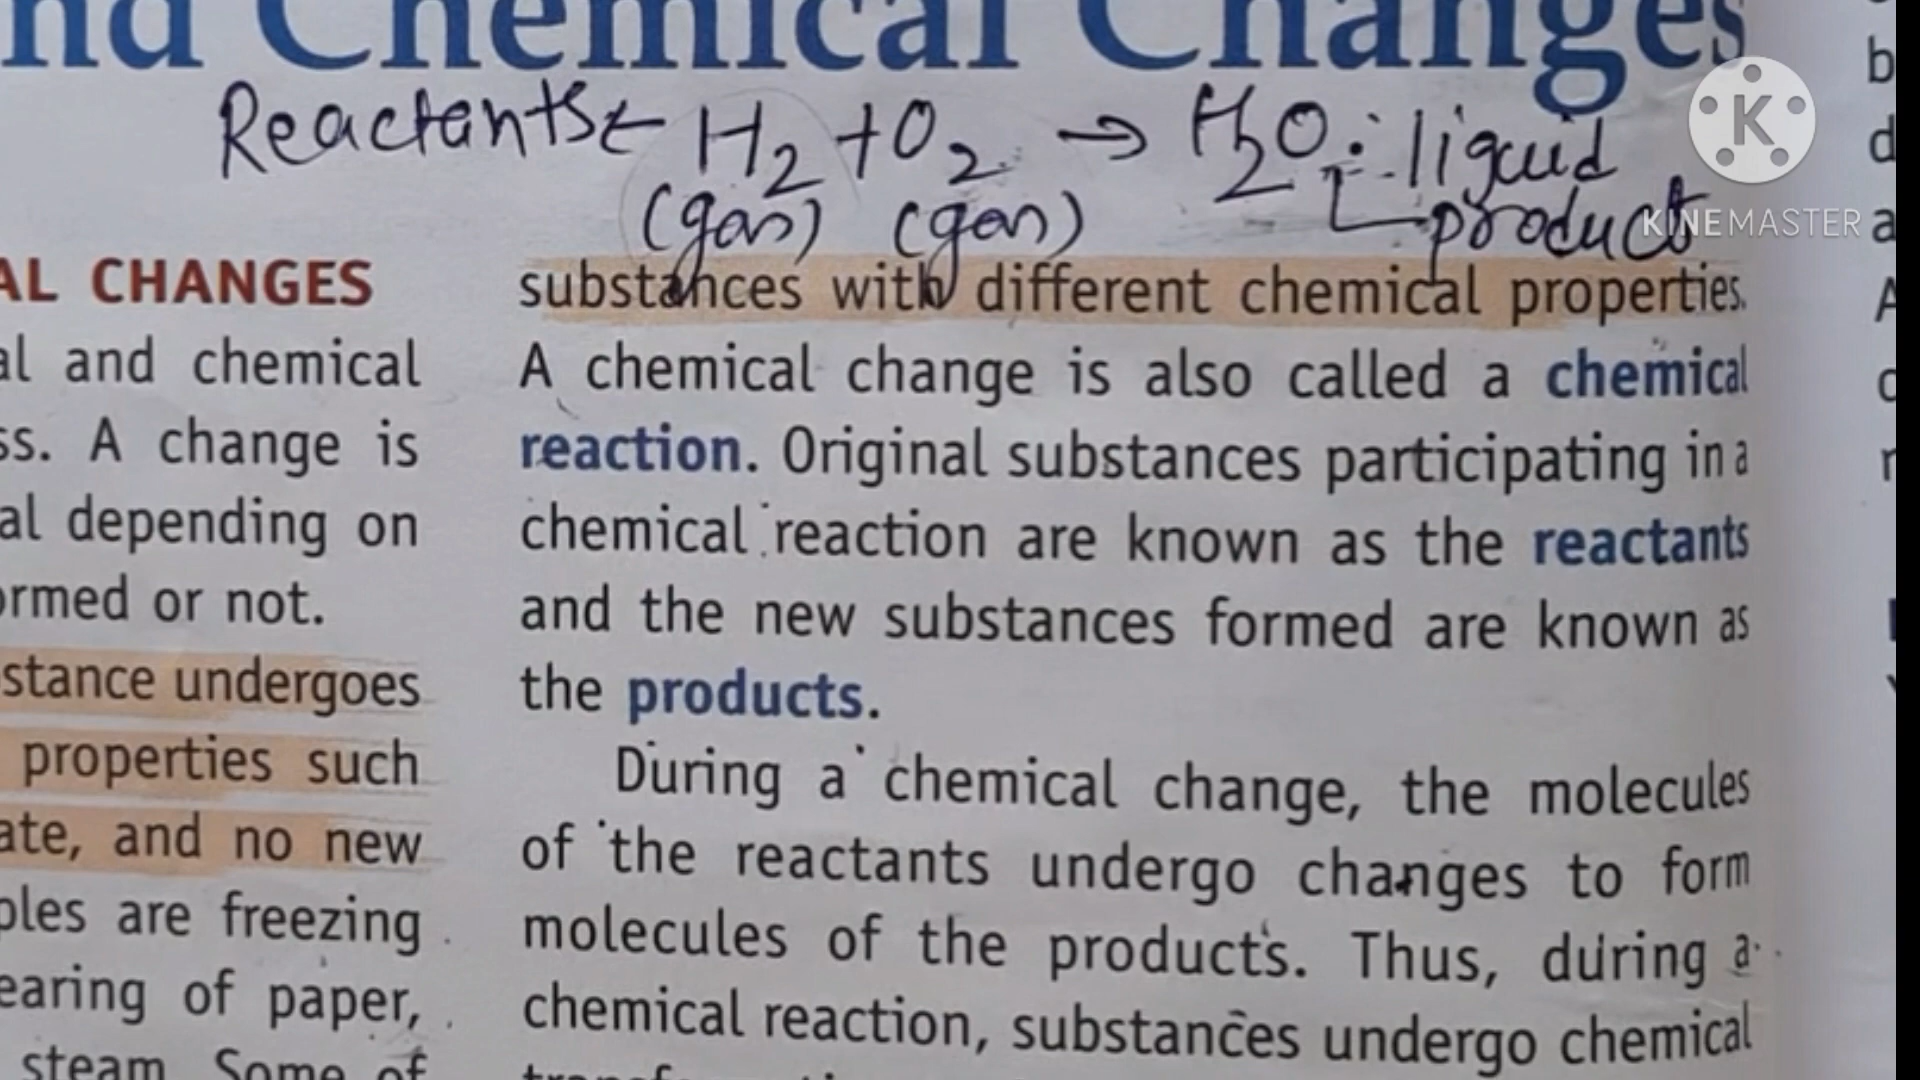 nd Chemical Changes
Reactants ← H2 + O2 → H2O : liquid
(gas) (gas) product
K
KINEMASTER
AL CHANGES
al and chemical
ss. A change is
al depending on
ormed or not.
stance undergoes
properties such
ate, and no new
ples are freezing
earing of paper,
steam. Some of
substances with different chemical properties.
A chemical change is also called a chemical
reaction. Original substances participating in a
chemical reaction are known as the reactants
and the new substances formed are known as
the products.
During a chemical change, the molecules
of the reactants undergo changes to form
molecules of the products. Thus, during a
chemical reaction, substances undergo chemical